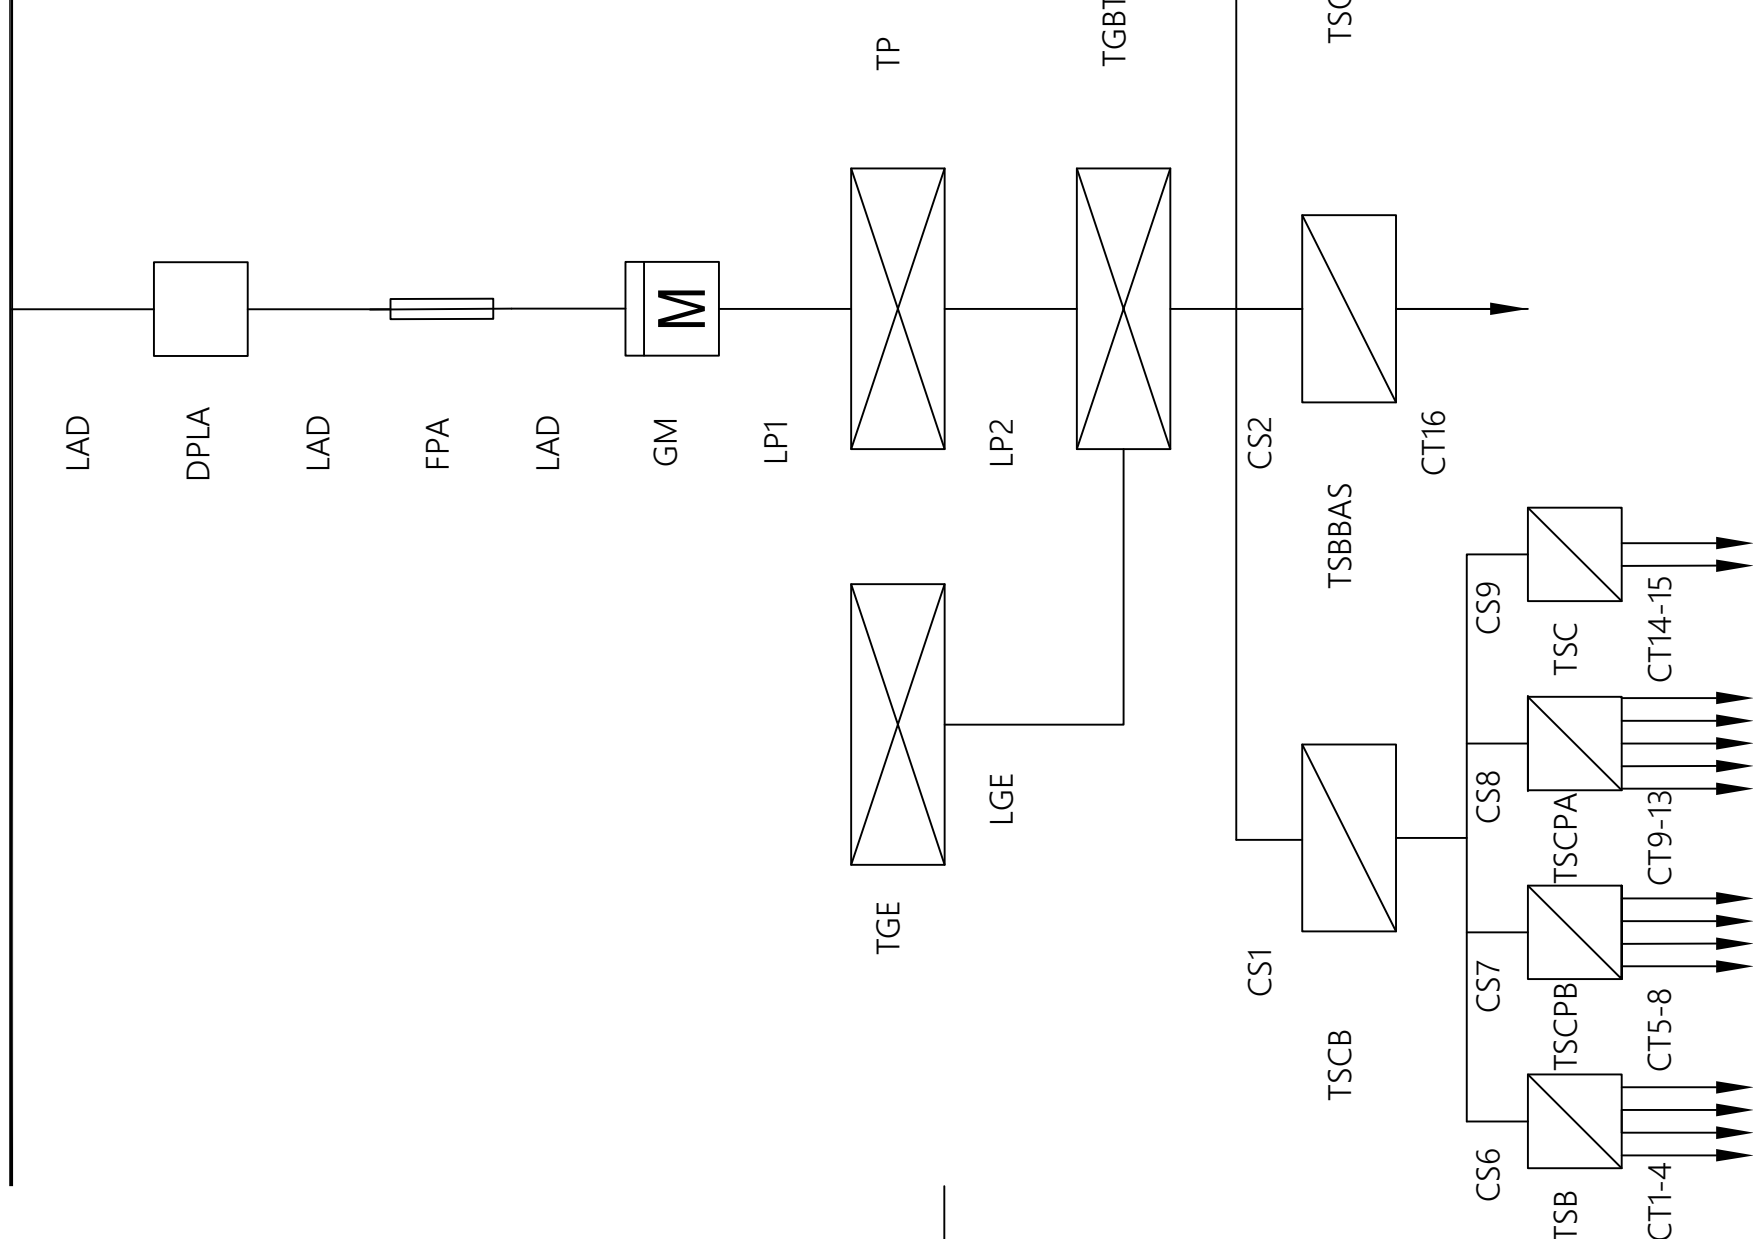 LAD
DPLA
LAD
FPA
LAD
GM
M
LP1
TP
LP2
TGE
LGE
CS2
TSBBAS
CT16
CS1
TSCB
CS9
TSC
CT14-15
CS8
TSCPA
CT9-13
CS7
TSCPB
CT5-8
CS6
TSB
CT1-4